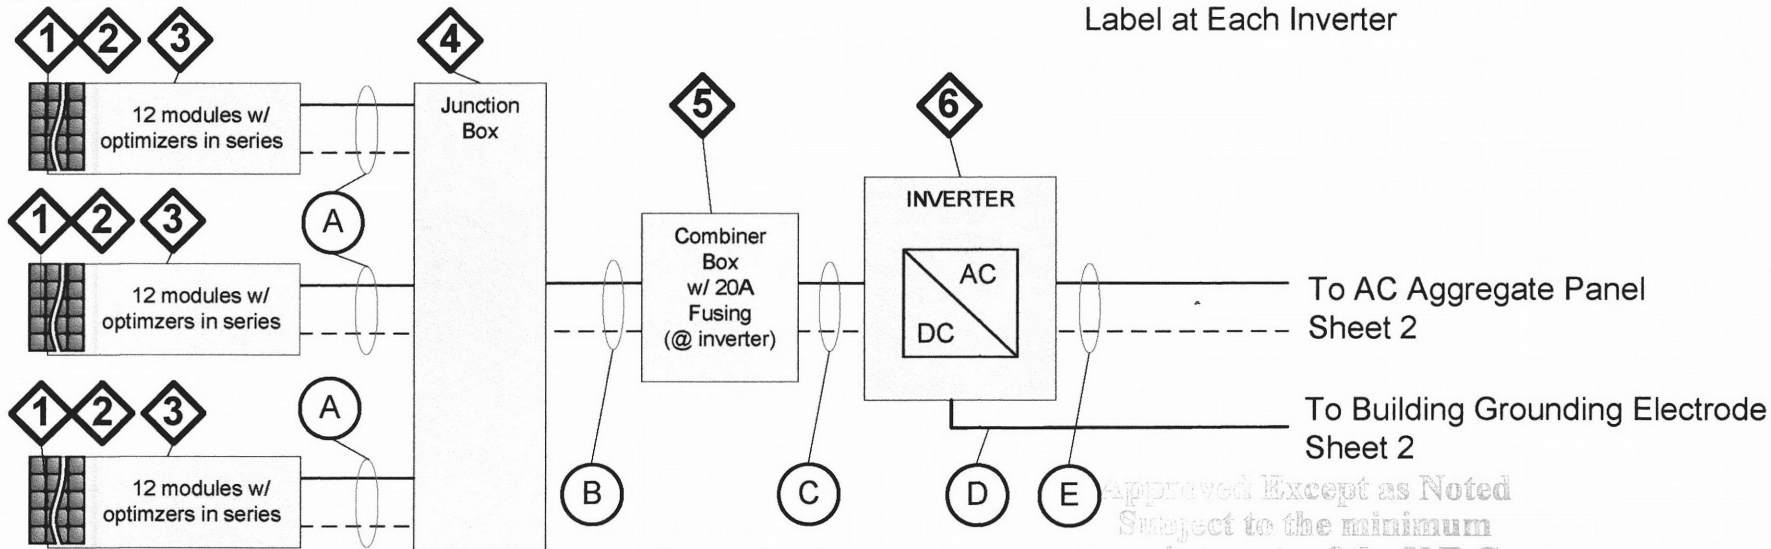 Label at Each Inverter
1 2 3
4
12 modules w/
optimizers in series
Junction
Box
5
6
1 2 3
A
12 modules w/
optimzers in series
Combiner
Box
w/ 20A
Fusing
(@ inverter)
INVERTER
AC
DC
To AC Aggregate Panel
Sheet 2
1 2 3
A
12 modules w/
optimzers in series
To Building Grounding Electrode
Sheet 2
B
C
D
E
Approved Except as Noted
Subject to the minimum